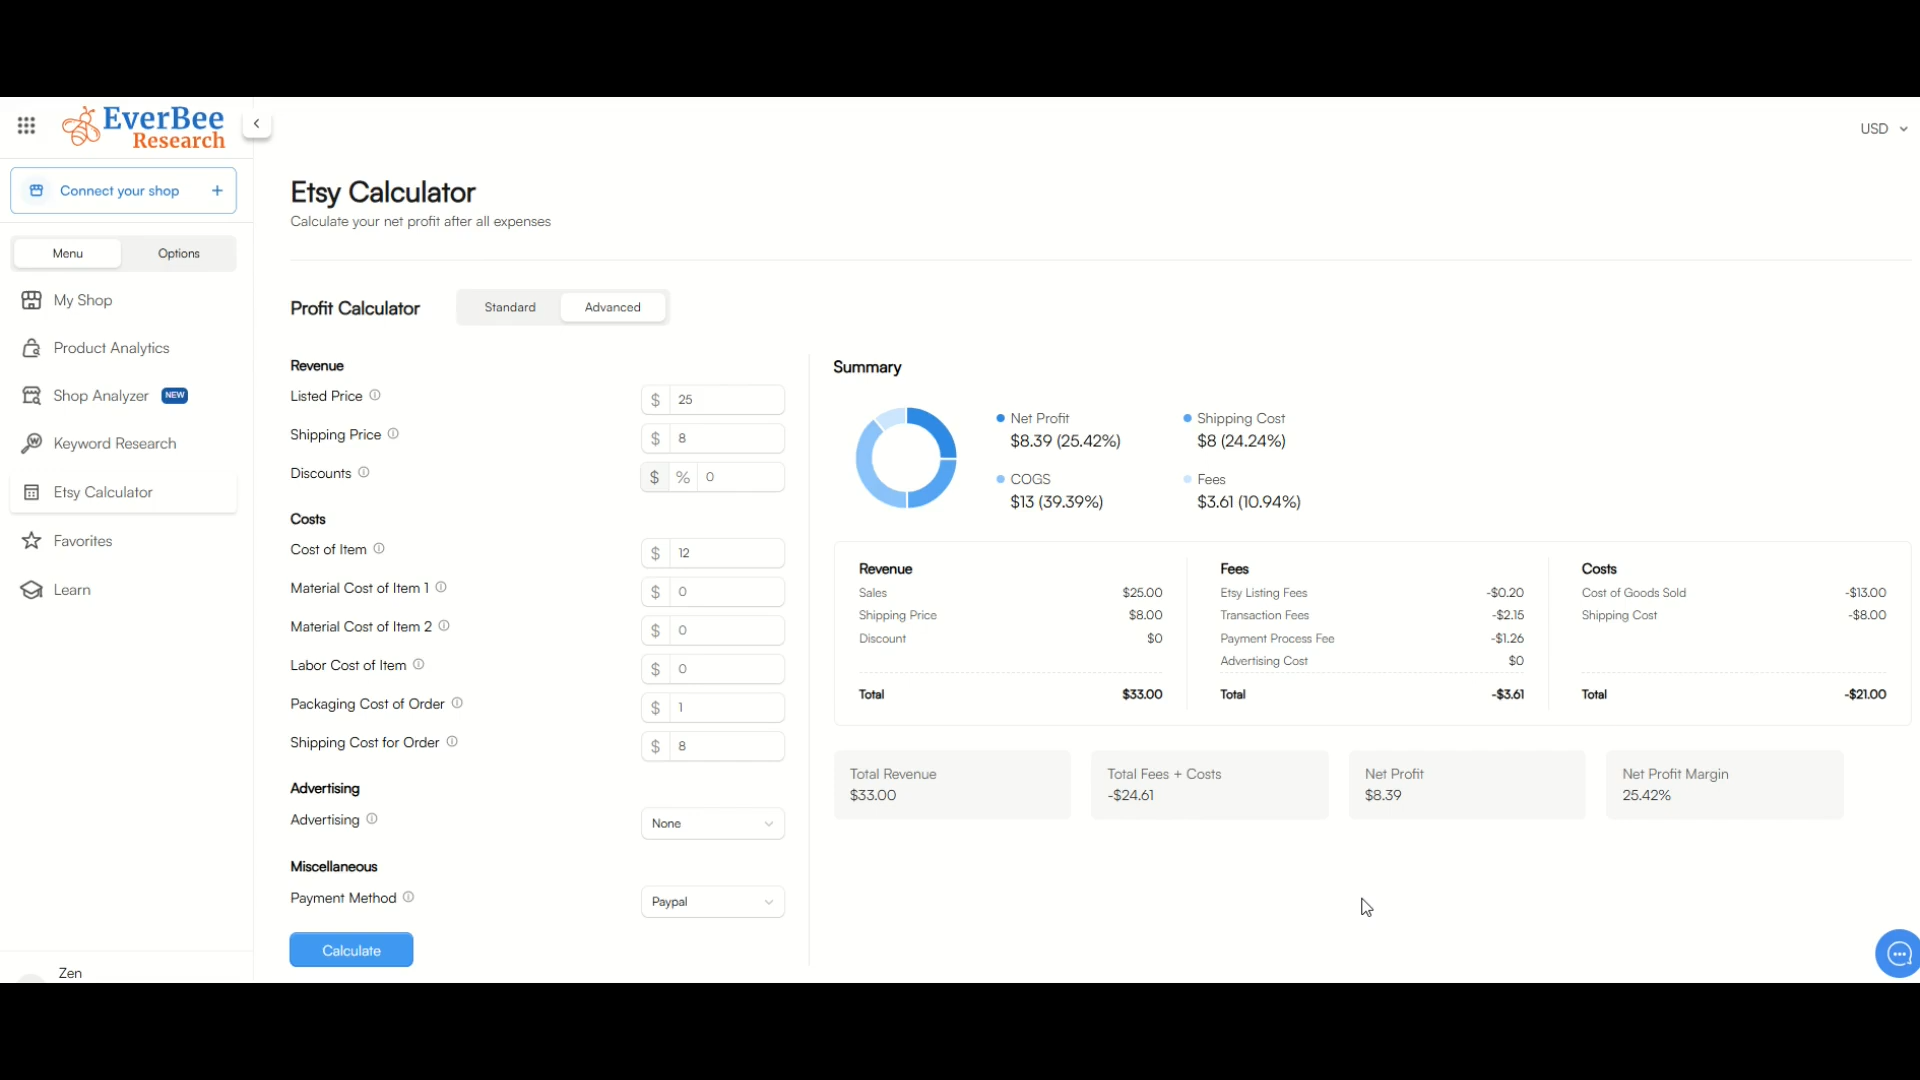 EverBee
Research
USD
Connect your shop +
Menu Options
My Shop
Product Analytics
Shop Analyzer NEW
Keyword Research
Etsy Calculator
Favorites
Learn
Zen
Etsy Calculator
Calculate your net profit after all expenses
Profit Calculator Standard Advanced
Revenue
Listed Price $ 25
Shipping Price $ 8
Discounts $ % 0
Costs
Cost of Item $ 12
Material Cost of Item 1 $ 0
Material Cost of Item 2 $ 0
Labor Cost of Item $ 0
Packaging Cost of Order $ 1
Shipping Cost for Order $ 8
Advertising
Advertising None
Miscellaneous
Payment Method Paypal
Calculate
Summary
Net Profit Shipping Cost
$8.39 (25.42%) $8 (24.24%)
COGS Fees
$13 (39.39%) $3.61 (10.94%)
Revenue
Sales $25.00
Shipping Price $8.00
Discount $0
Total $33.00
Fees
Etsy Listing Fees -$0.20
Transaction Fees -$2.15
Payment Process Fee -$1.26
Advertising Cost $0
Total -$3.61
Costs
Cost of Goods Sold -$13.00
Shipping Cost -$8.00
Total -$21.00
Total Revenue
$33.00
Total Fees + Costs
-$24.61
Net Profit
$8.39
Net Profit Margin
25.42%